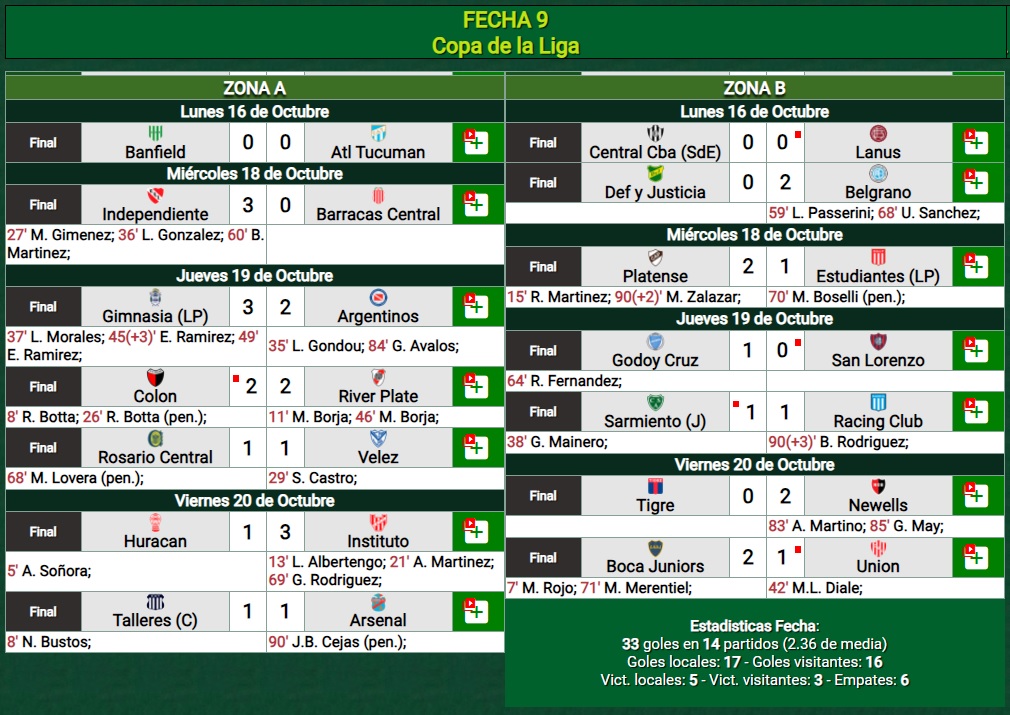 FECHA 9
Copa de la Liga
ZONA A
Lunes 16 de Octubre
Final Banfield 0 0 Atl Tucuman
Miércoles 18 de Octubre
Final Independiente 3 0 Barracas Central
27' M. Gimenez; 36' L. Gonzalez; 60' B.
Martinez;
Jueves 19 de Octubre
Final Gimnasia (LP) 3 2 Argentinos
37' L. Morales; 45(+3)' E. Ramirez; 49'
E. Ramirez;
35' L. Gondou; 84' G. Avalos;
Final Colon 2 2 River Plate
8' R. Botta; 26' R. Botta (pen.);
11' M. Borja; 46' M. Borja;
Final Rosario Central 1 1 Velez
68' M. Lovera (pen.);
29' S. Castro;
Viernes 20 de Octubre
Final Huracan 1 3 Instituto
5' A. Soñora;
13' L. Albertengo; 21' A. Martinez;
69' G. Rodriguez;
Final Talleres (C) 1 1 Arsenal
8' N. Bustos;
90' J.B. Cejas (pen.);
ZONA B
Lunes 16 de Octubre
Final Central Cba (SdE) 0 0 Lanus
Final Def y Justicia 0 2 Belgrano
59' L. Passerini; 68' U. Sanchez;
Miércoles 18 de Octubre
Final Platense 2 1 Estudiantes (LP)
15' R. Martinez; 90(+2)' M. Zalazar;
70' M. Boselli (pen.);
Jueves 19 de Octubre
Final Godoy Cruz 1 0 San Lorenzo
64' R. Fernandez;
Final Sarmiento (J) 1 1 Racing Club
38' G. Mainero;
90(+3)' B. Rodriguez;
Viernes 20 de Octubre
Final Tigre 0 2 Newells
83' A. Martino; 85' G. May;
Final Boca Juniors 2 1 Union
7' M. Rojo; 71' M. Merentiel;
42' M.L. Diale;
Estadisticas Fecha:
33 goles en 14 partidos (2.36 de media)
Goles locales: 17 - Goles visitantes: 16
Vict. locales: 5 - Vict. visitantes: 3 - Empates: 6